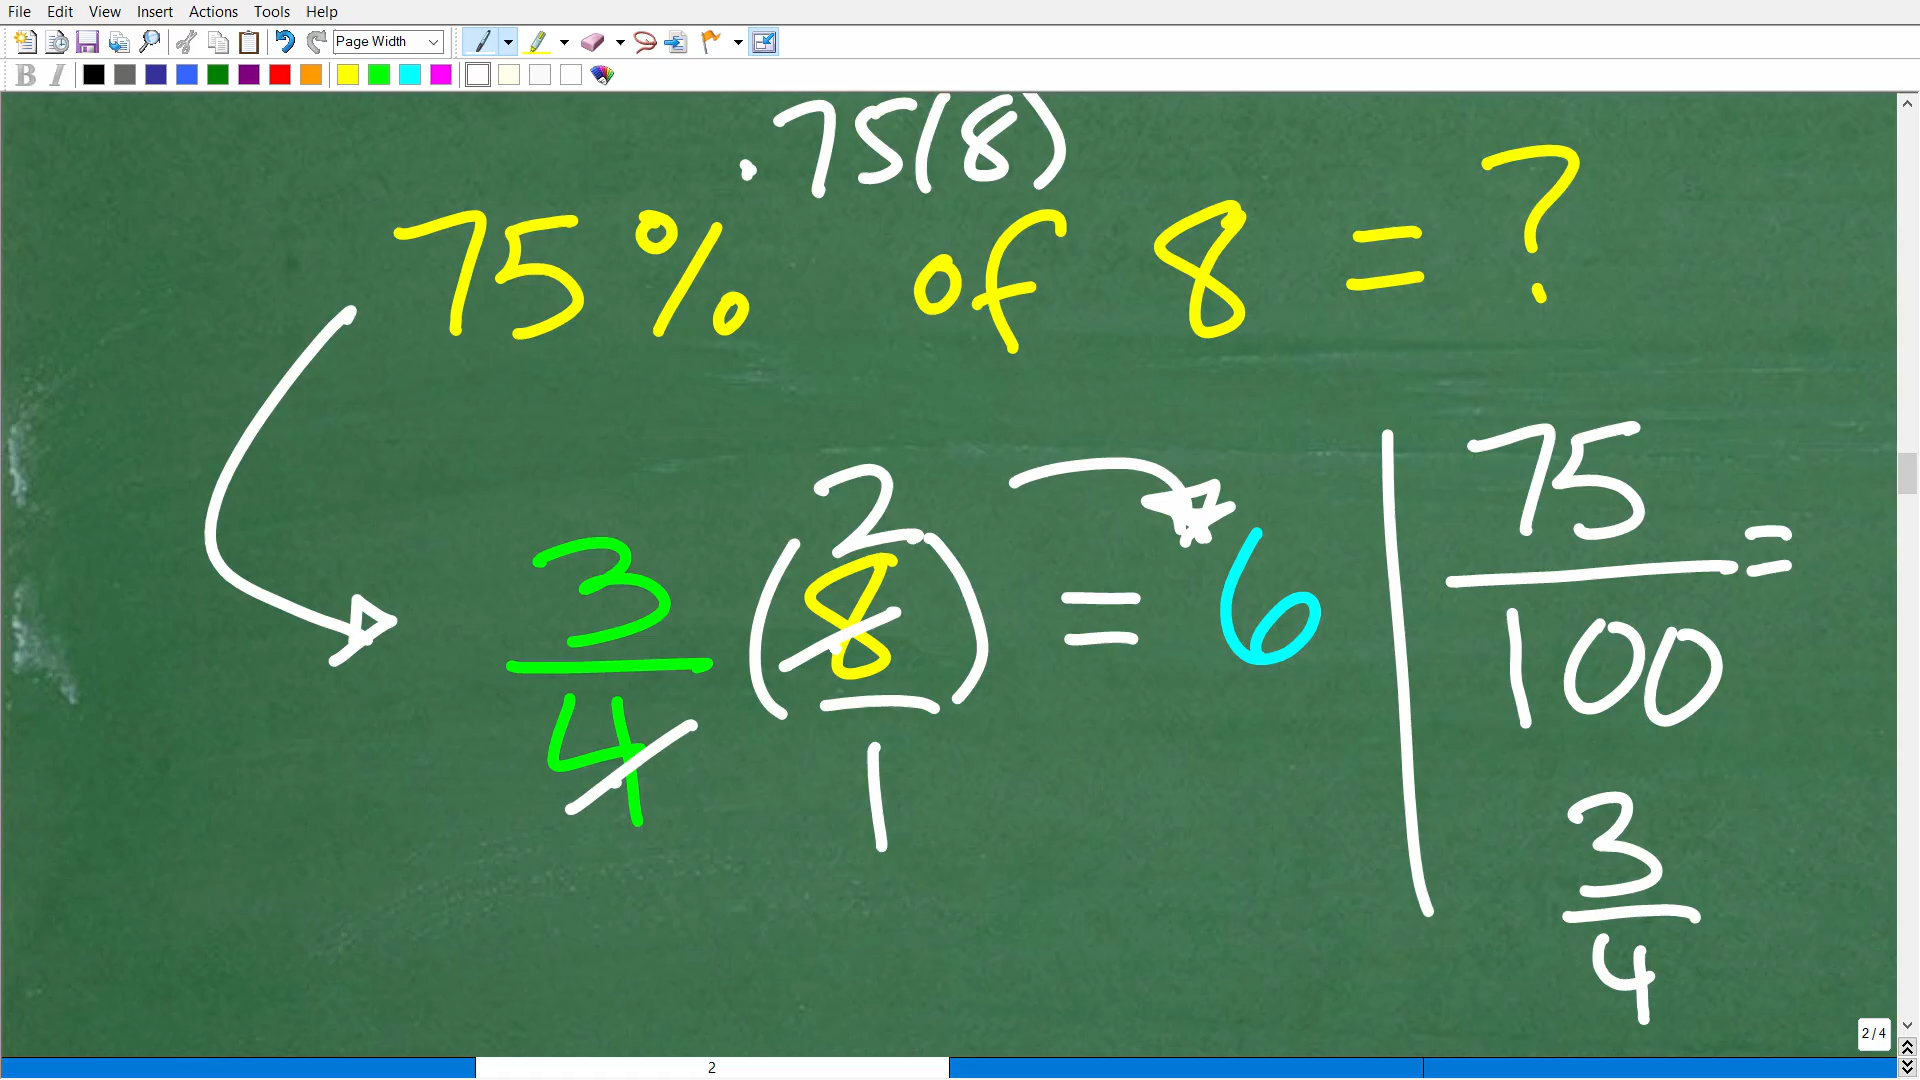 File Edit View Insert Actions Tools Help
Page Width
B I
.75(8)
75% of 8 = ?
2
3/4 (8/1) = 6
75/100 =
3/4
2 / 4
2